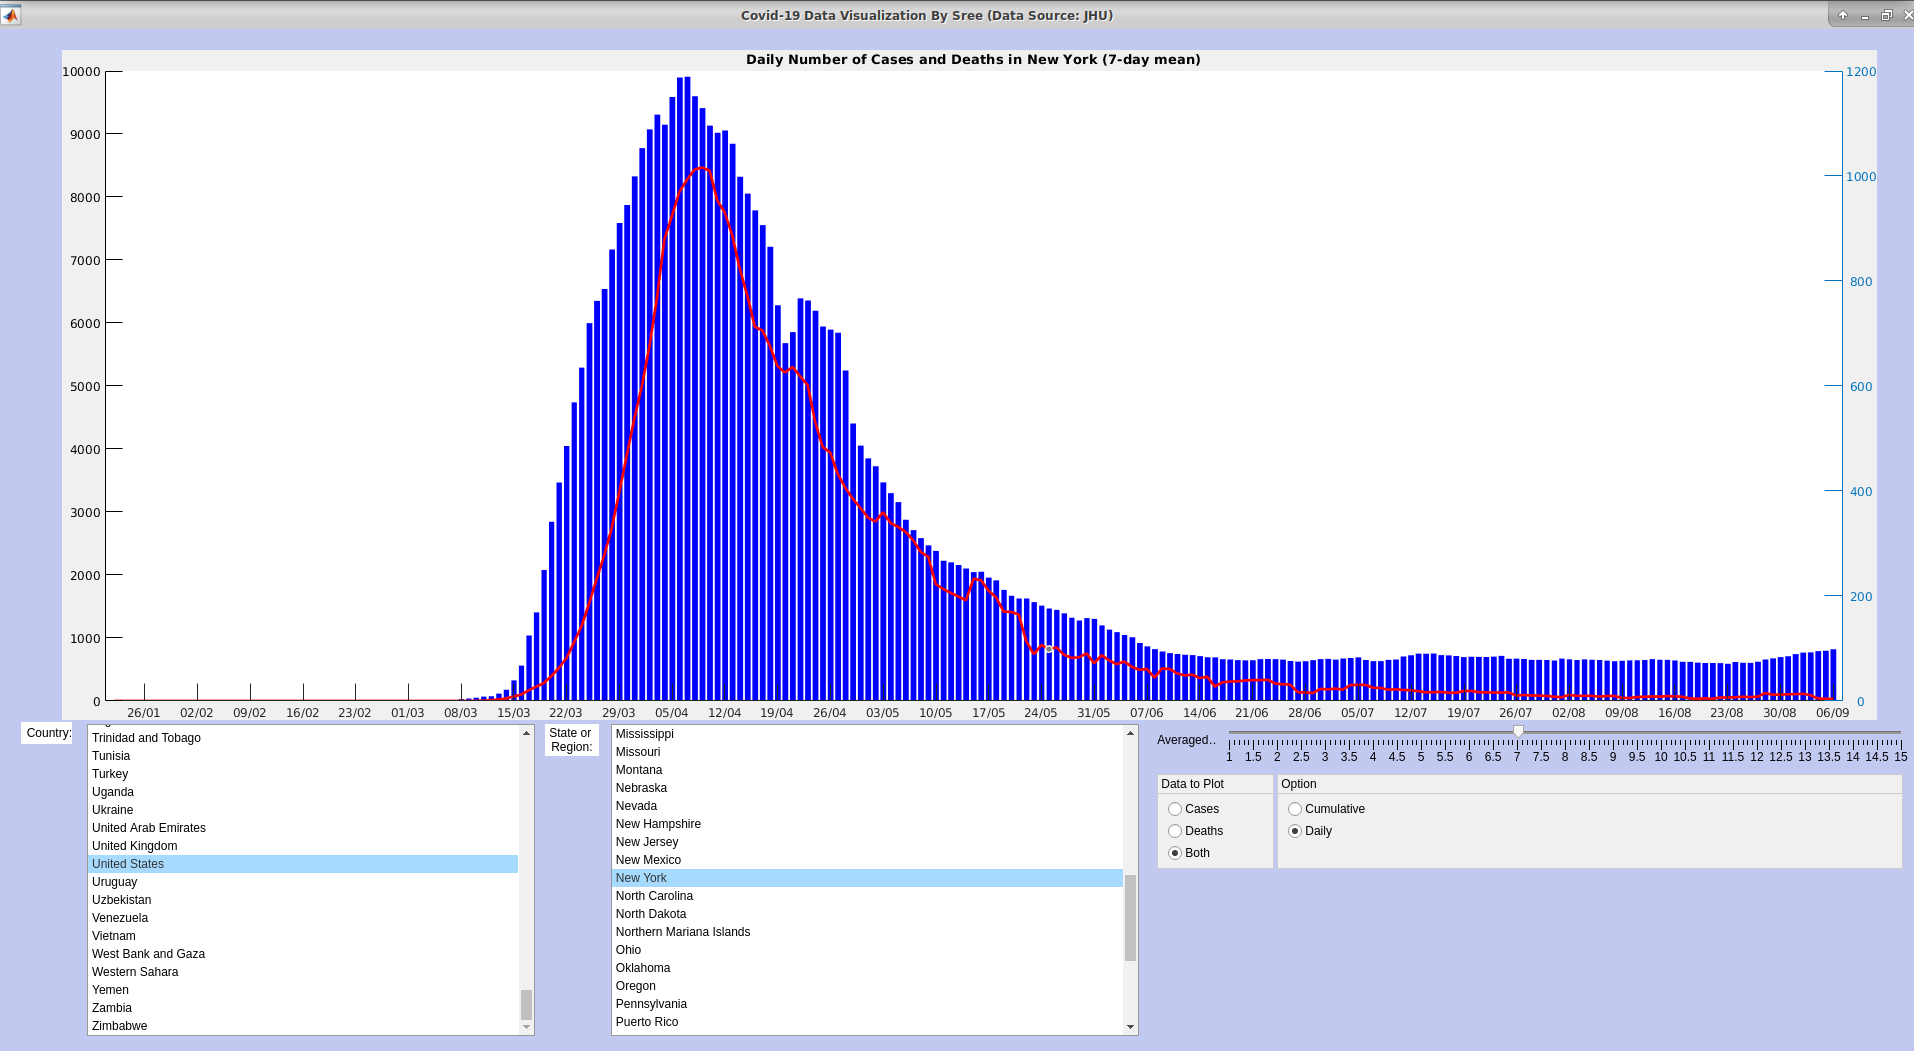 Covid-19 Data Visualization By Sree (Data Source: JHU)
Daily Number of Cases and Deaths in New York (7-day mean)
10000
9000
8000
7000
6000
5000
4000
3000
2000
1000
0
1200
1000
800
600
400
200
0
26/01 02/02 09/02 16/02 23/02 01/03 08/03 15/03 22/03 29/03 05/04 12/04 19/04 26/04 03/05 10/05 17/05 24/05 31/05 07/06 14/06 21/06 28/06 05/07 12/07 19/07 26/07 02/08 09/08 16/08 23/08 30/08 06/09
Country:
Trinidad and Tobago
Tunisia
Turkey
Uganda
Ukraine
United Arab Emirates
United Kingdom
United States
Uruguay
Uzbekistan
Venezuela
Vietnam
West Bank and Gaza
Western Sahara
Yemen
Zambia
Zimbabwe
State or
Region:
Mississippi
Missouri
Montana
Nebraska
Nevada
New Hampshire
New Jersey
New Mexico
New York
North Carolina
North Dakota
Northern Mariana Islands
Ohio
Oklahoma
Oregon
Pennsylvania
Puerto Rico
Averaged..
1 1.5 2 2.5 3 3.5 4 4.5 5 5.5 6 6.5 7 7.5 8 8.5 9 9.5 10 10.5 11 11.5 12 12.5 13 13.5 14 14.5 15
Data to Plot
Cases
Deaths
Both
Option
Cumulative
Daily